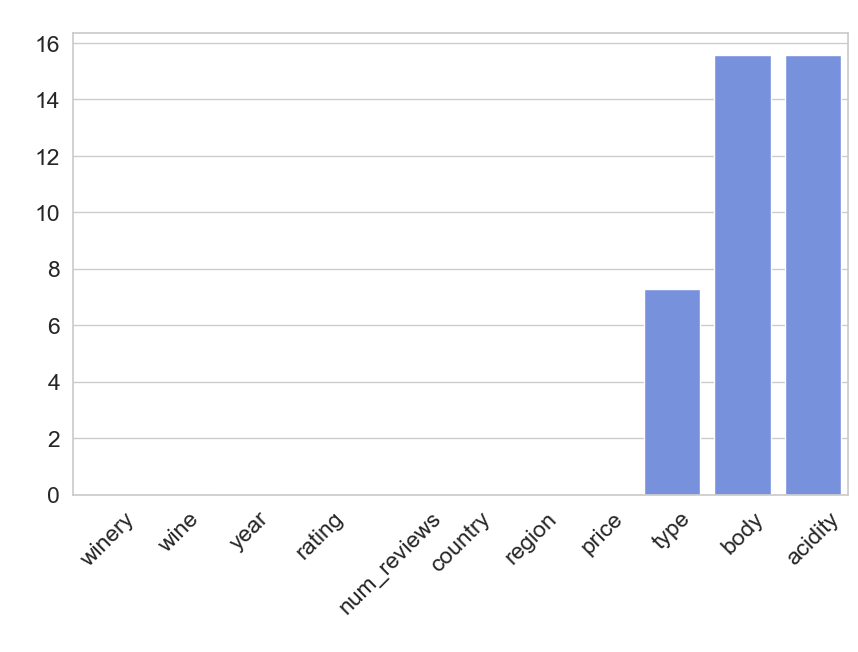 16
14
12
10
8
6
4
2
0
winery
wine
year
rating
num_reviews
country
region
price
type
body
acidity